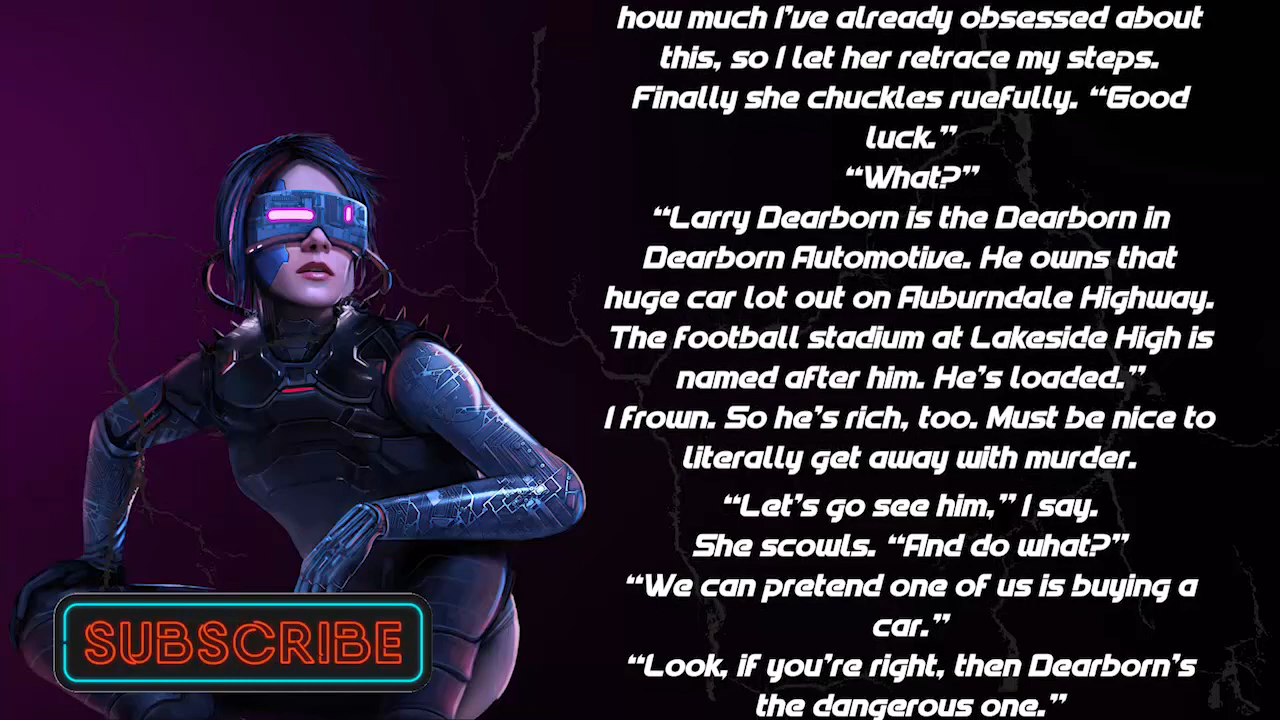 how much I've already obsessed about
this, so I let her retrace my steps.
Finally she chuckles ruefully. “Good
luck.”
“What?”
“Larry Dearborn is the Dearborn in
Dearborn Automotive. He owns that
huge car lot out on Auburndale Highway.
The football stadium at Lakeside High is
named after him. He's loaded.”
I frown. So he's rich, too. Must be nice to
literally get away with murder.
“Let's go see him,” I say.
She scowls. “And do what?”
“We can pretend one of us is buying a
car.”
“Look, if you're right, then Dearborn's
the dangerous one.”
SUBSCRIBE